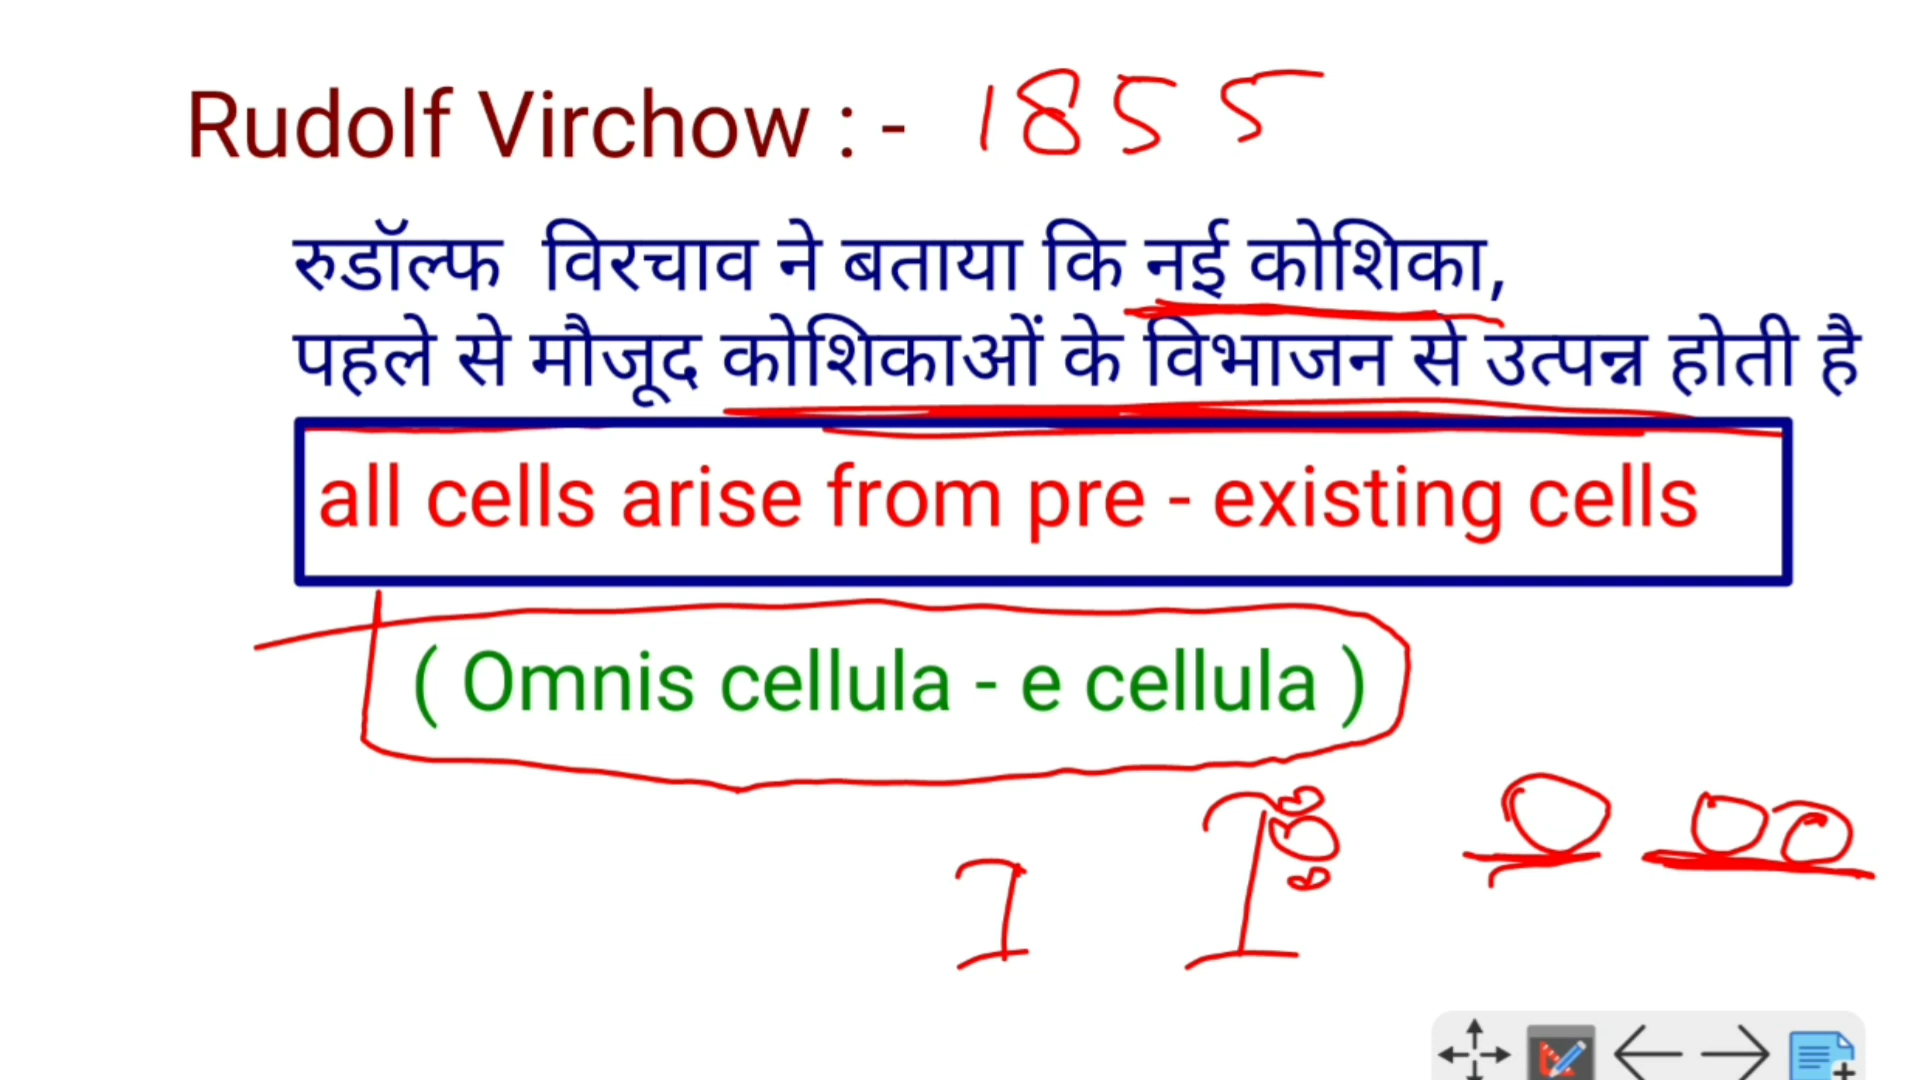 Rudolf Virchow : - 1855
रुडॉल्फ विरचाव ने बताया कि नई कोशिका,
पहले से मौजूद कोशिकाओं के विभाजन से उत्पन्न होती है
all cells arise from pre - existing cells
( Omnis cellula - e cellula )
I I